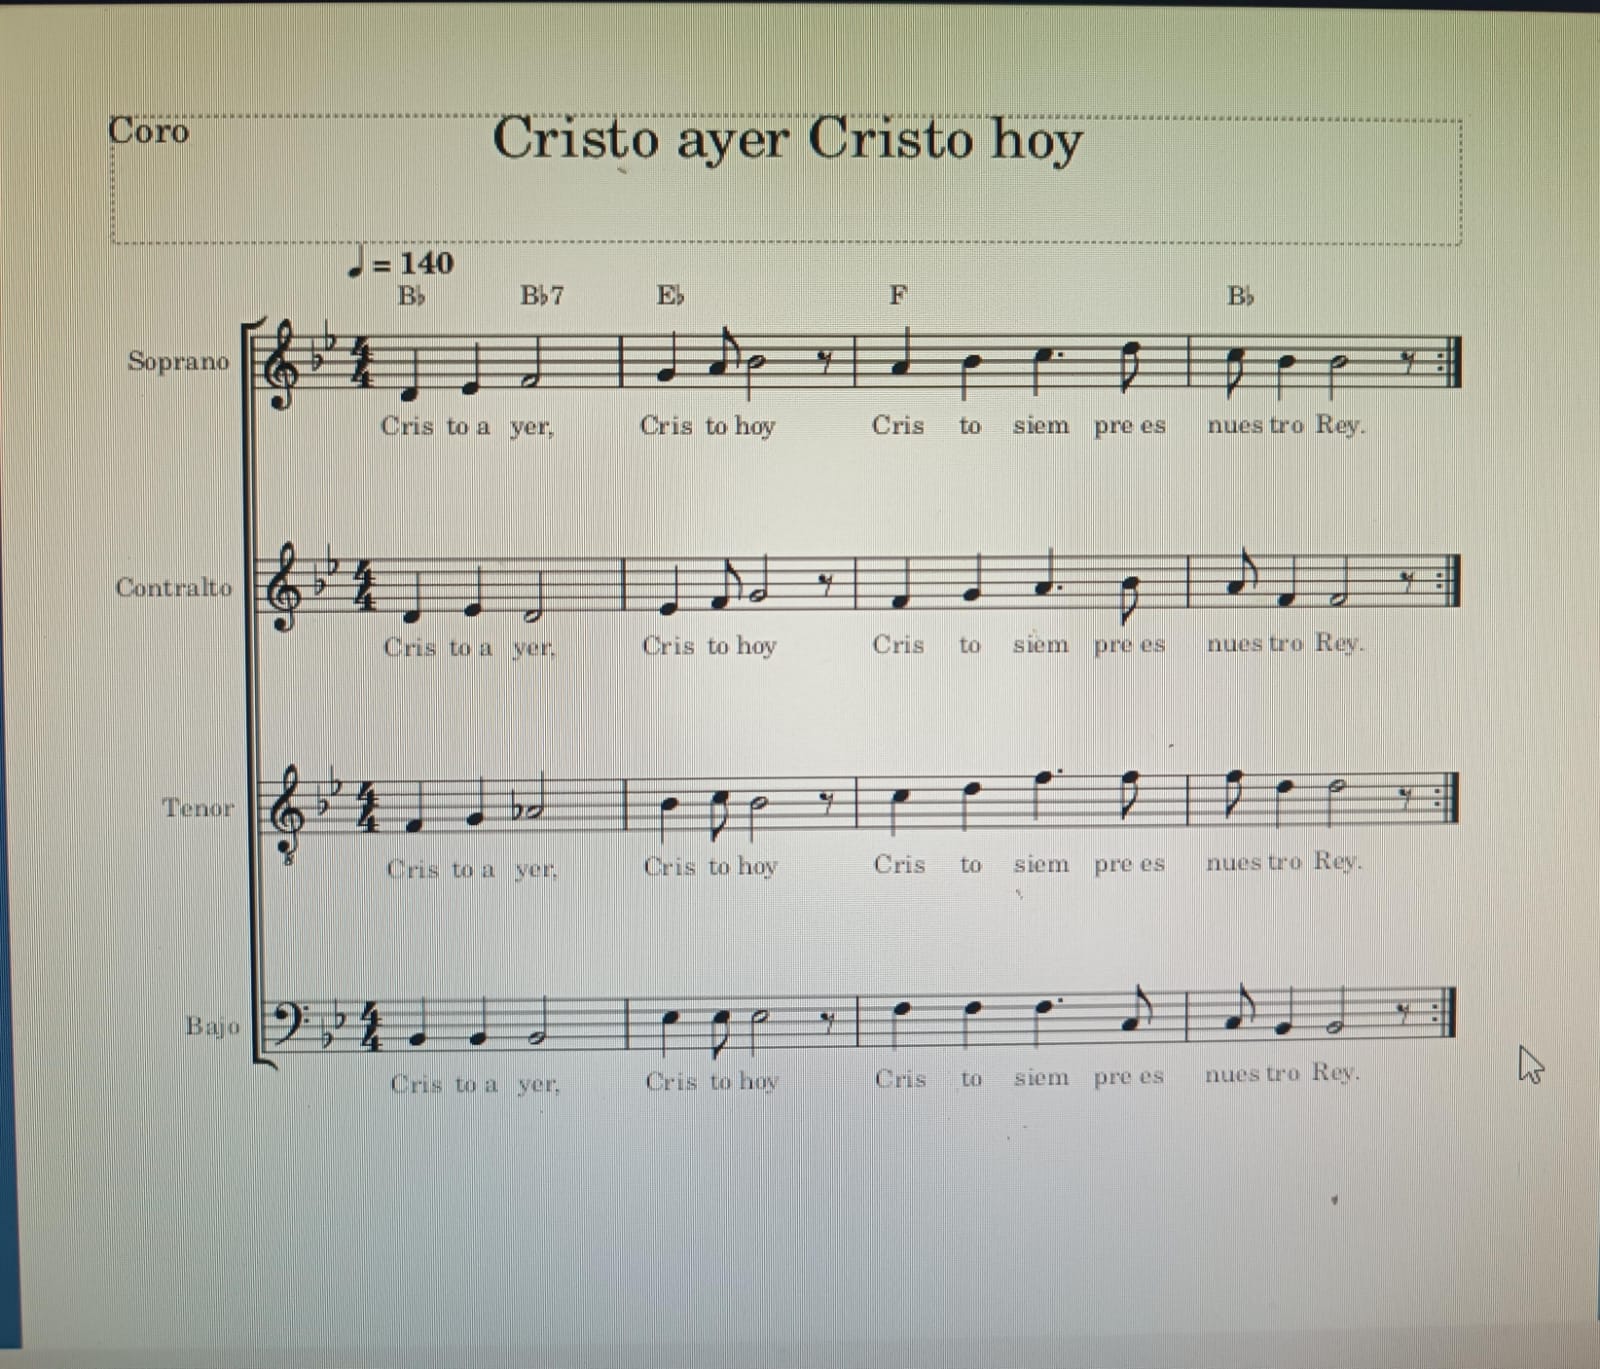 Coro
Cristo ayer Cristo hoy
= 140
B♭ B♭7 E♭ F B♭
Soprano
Cris to a yer, Cris to hoy Cris to siem pre es nues tro Rey.
Contralto
Cris to a yer, Cris to hoy Cris to siem pre es nues tro Rey.
Tenor
Cris to a yer, Cris to hoy Cris to siem pre es nues tro Rey.
Bajo
Cris to a yer, Cris to hoy Cris to siem pre es nues tro Rey.